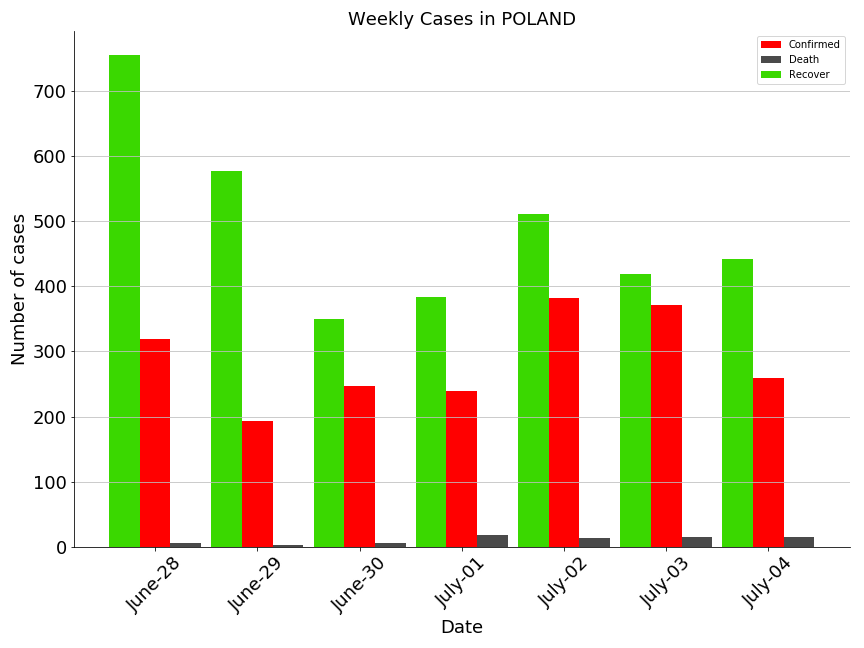 Weekly Cases in POLAND
Confirmed
Death
Recover
Number of cases
700
600
500
400
300
200
100
0
June-28
June-29
June-30
July-01
July-02
July-03
July-04
Date